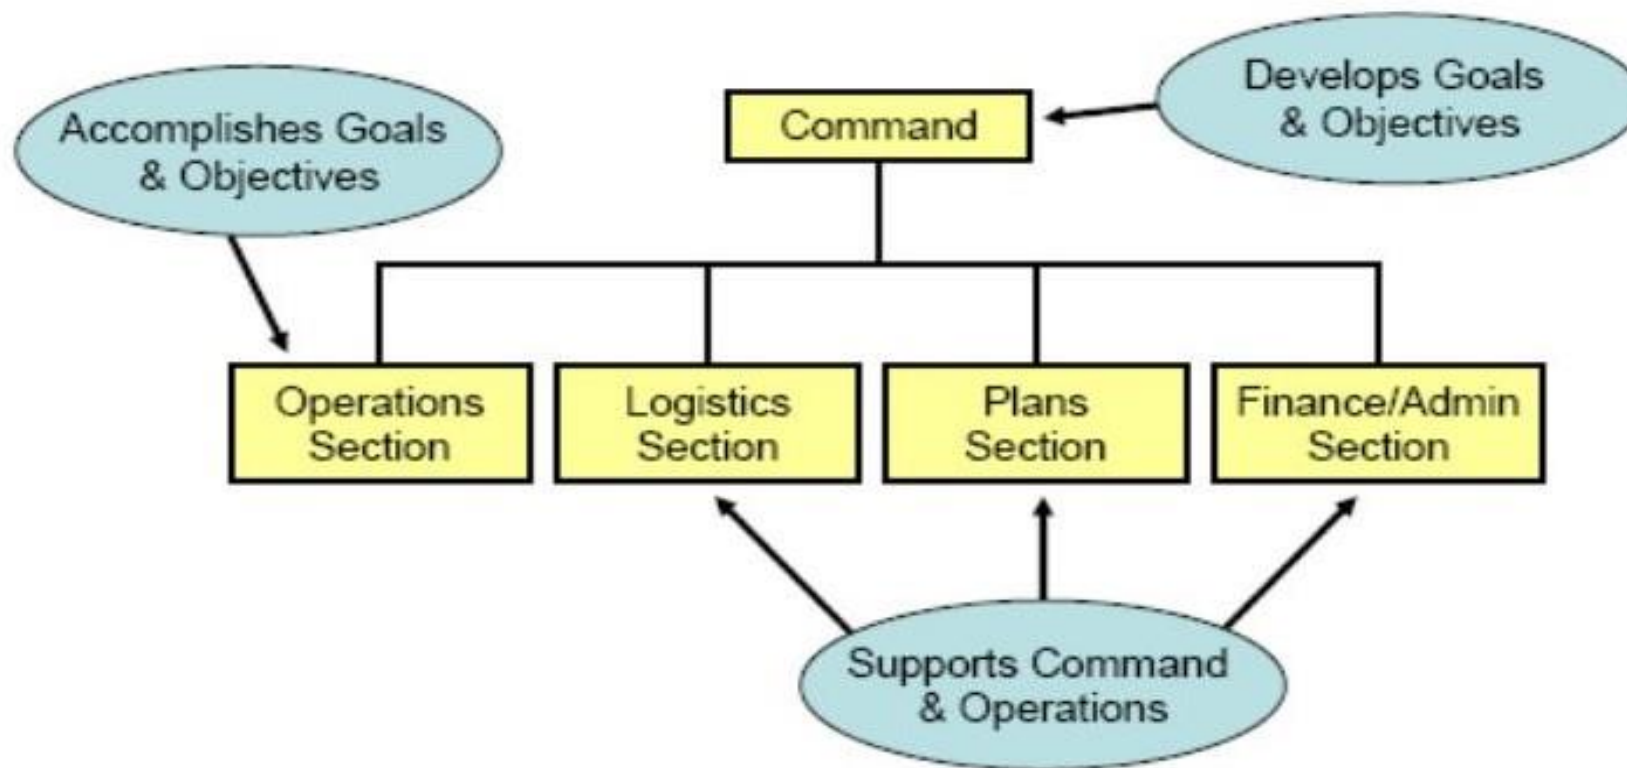 Accomplishes Goals
& Objectives
Command
Develops Goals
& Objectives
Operations
Section
Logistics
Section
Plans
Section
Finance/Admin
Section
Supports Command
& Operations